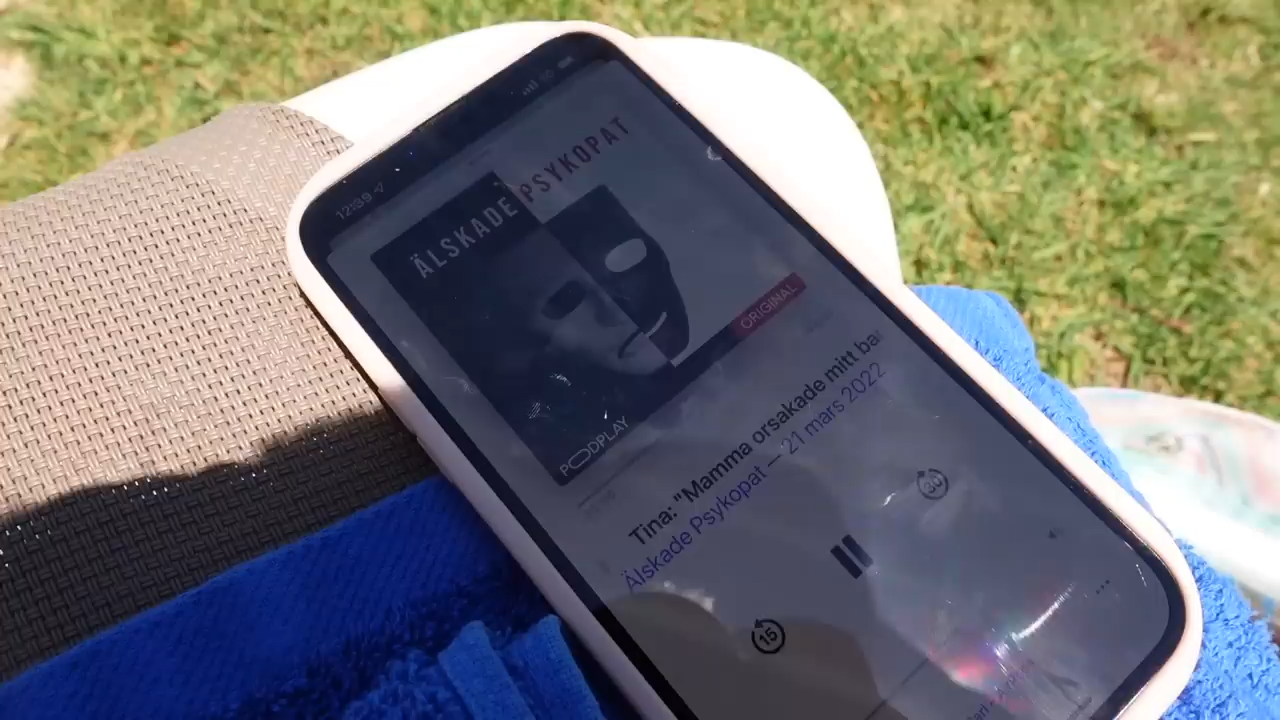 12:39
ÄLSKADE PSYKOPAT
ORIGINAL
PODPLAY
Tina: "Mamma orsakade mitt ba
Älskade Psykopat — 21 mars 2022
15
30